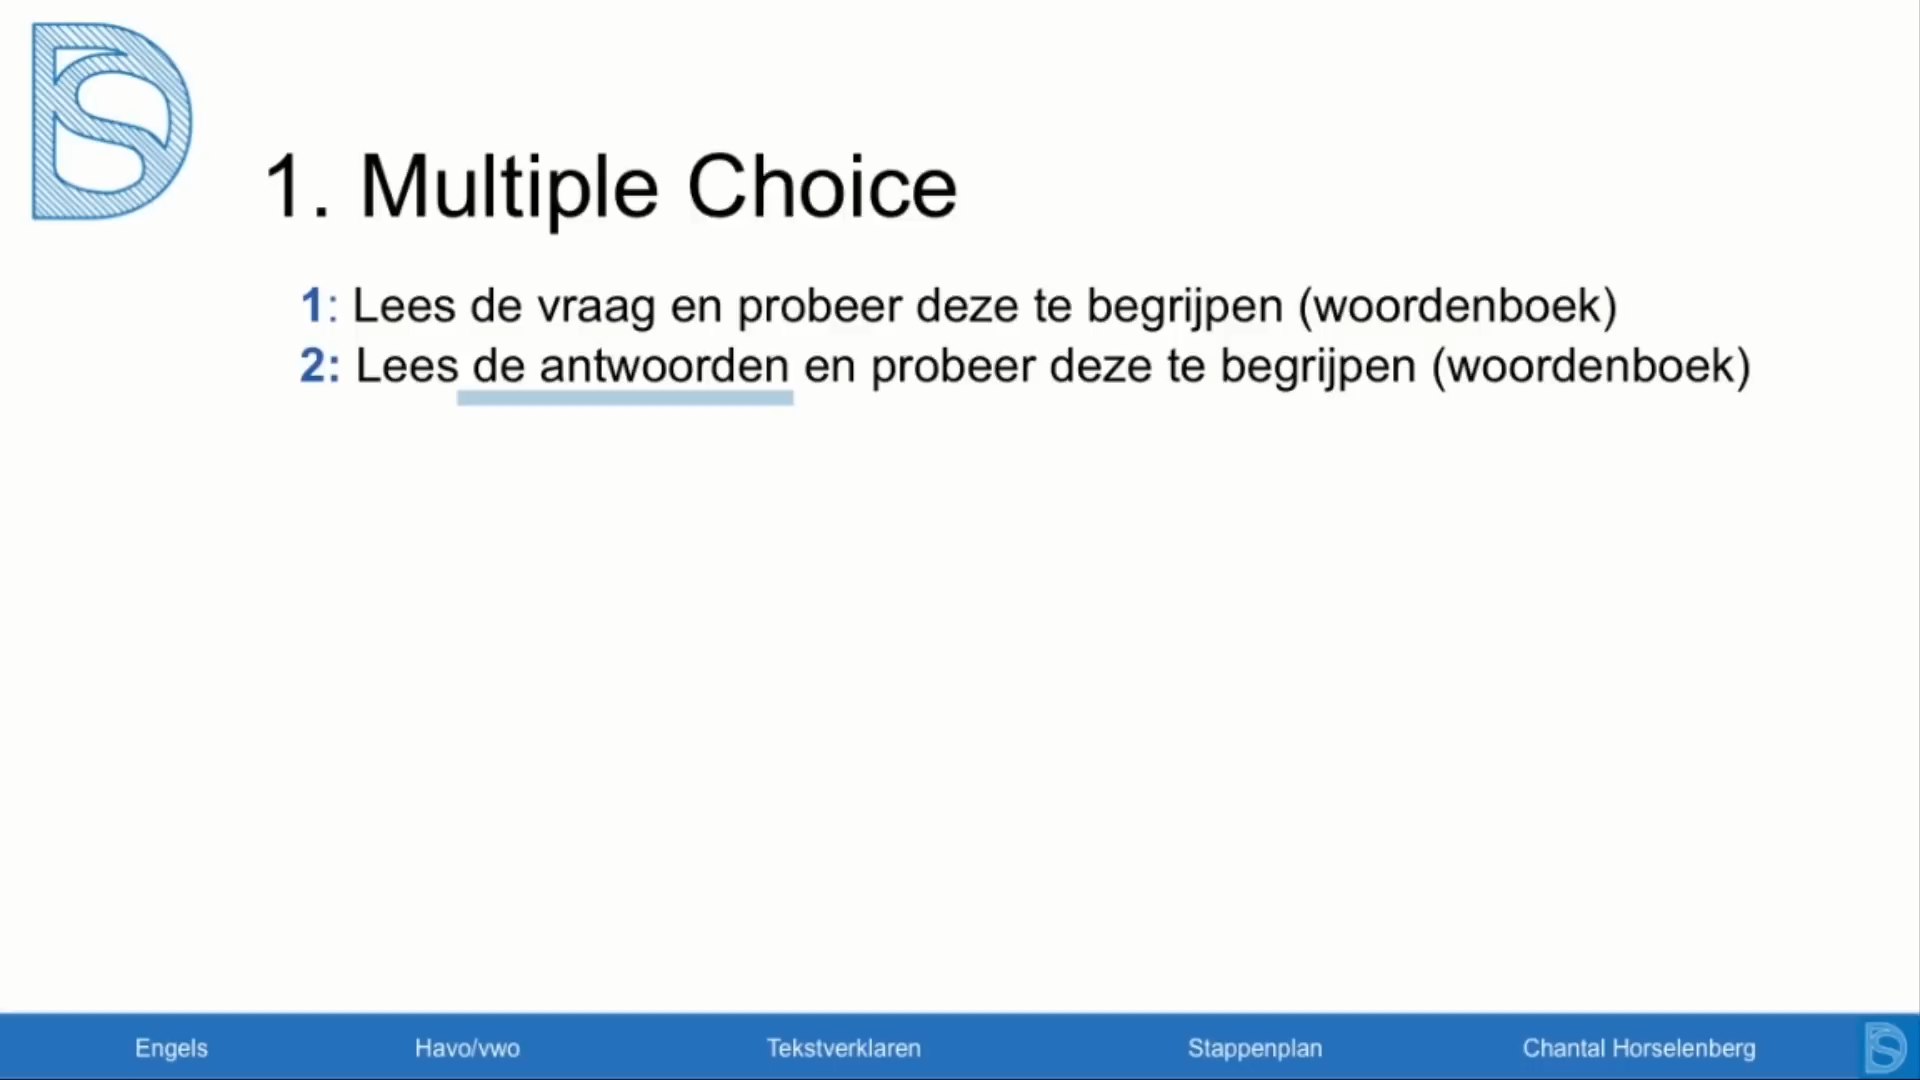 1. Multiple Choice
1: Lees de vraag en probeer deze te begrijpen (woordenboek)
2: Lees de antwoorden en probeer deze te begrijpen (woordenboek)
Engels Havo/vwo Tekstverklaren Stappenplan Chantal Horselenberg